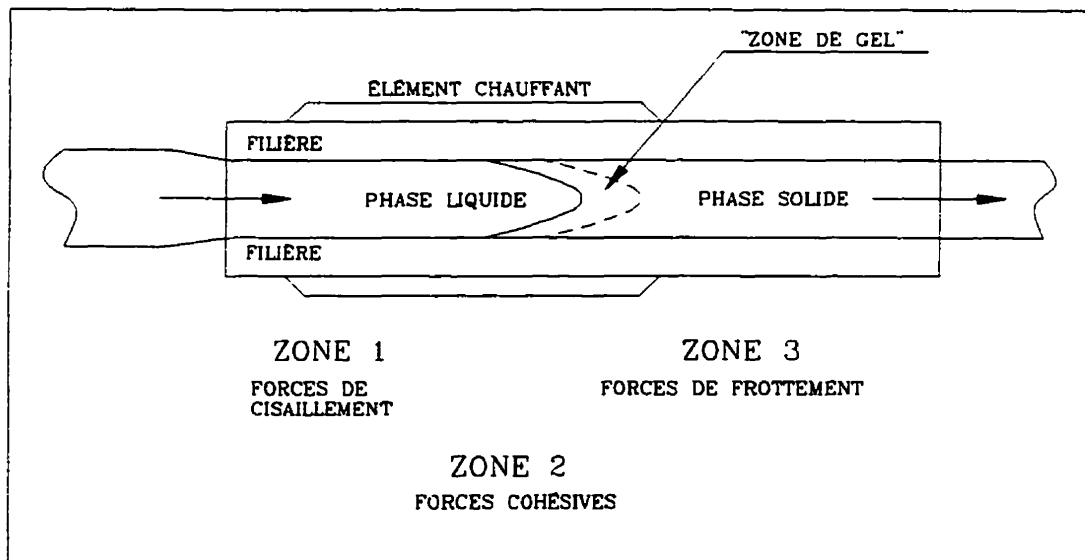 "ZONE DE GEL"
ÉLÉMENT CHAUFFANT
FILIÈRE
PHASE LIQUIDE
PHASE SOLIDE
FILIÈRE
ZONE 1
FORCES DE
CISAILLEMENT
ZONE 3
FORCES DE FROTTEMENT
ZONE 2
FORCES COHÉSIVES